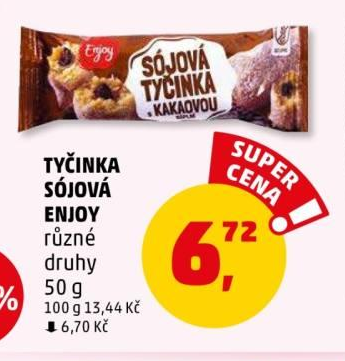 Enjoy
SÓJOVÁ
TYČINKA
s KAKAOVOU
NÁPLNÍ
SUPER
CENA
TYČINKA
SÓJOVÁ
ENJOY
různé
druhy
50 g
100 g 13,44 Kč
⬇ 6,70 Kč
6,72
%